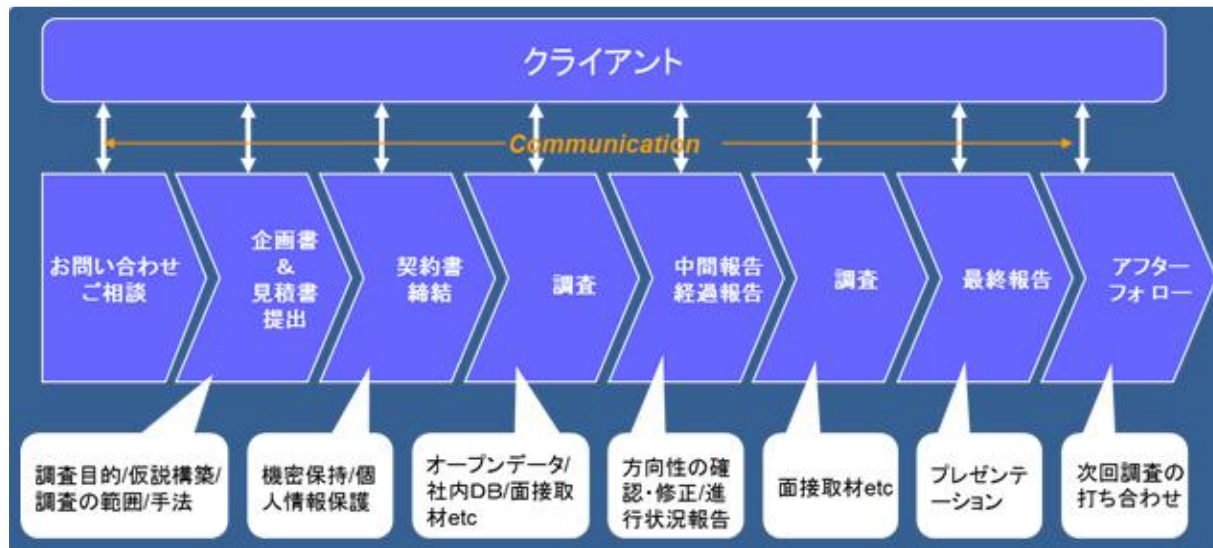 クライアント
Communication
お問い合わせ
ご相談
企画書
&
見積書
提出
契約書
締結
調査
中間報告
経過報告
調査
最終報告
アフター
フォロー
調査目的/仮説構築/
調査の範囲/手法
機密保持/個
人情報保護
オープンデータ/
社内DB/面接取
材etc
方向性の確
認・修正/進
行状況報告
面接取材etc
プレゼンテ
ーション
次回調査の
打ち合わせ